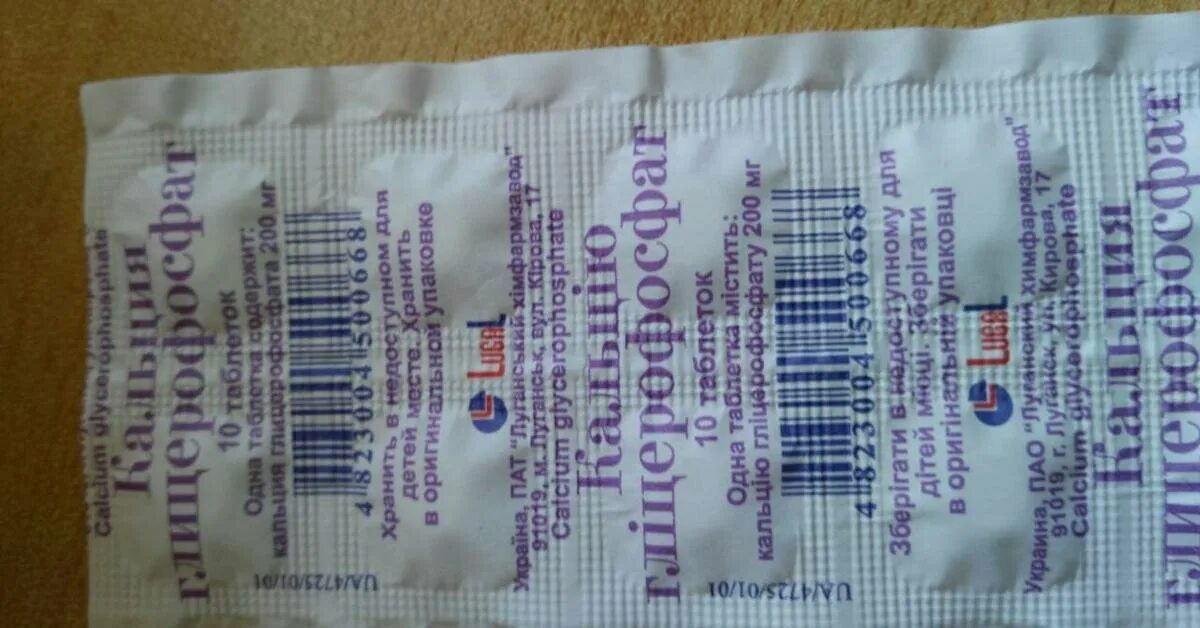 Calcium glycerophosphate
Кальция
глицерофосфат
10 таблеток
Одна таблетка содержит:
кальция глицерофосфата 200 мг
4 823004 500668
Хранить в недоступном для
детей месте. Хранить
в оригинальной упаковке
LUGAL
UA/4725/01/01
Україна, ПАТ "Луганський хімфармзавод"
91019, м. Луганськ, вул. Кірова, 17
Calcium glycerophosphate
Кальцію
гліцерофосфат
10 таблеток
Одна таблетка містить:
кальцію гліцерофосфату 200 мг
4 823004 500668
Зберігати в недоступному для
дітей місці. Зберігати
в оригінальній упаковці
LUGAL
UA/4725/01/01
Украина, ПАО "Луганский химфармзавод"
91019, г. Луганск, ул. Кирова, 17
Calcium glycerophosphate
Кальция
глицерофосфат